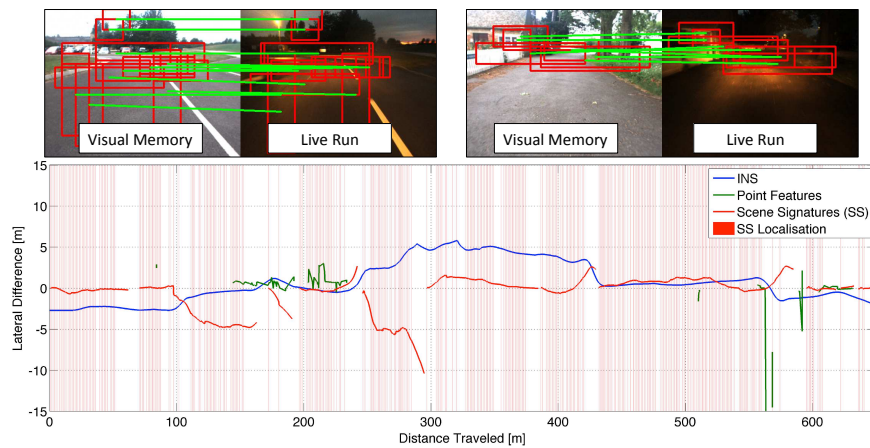 Visual Memory
Live Run
Visual Memory
Live Run
15
10
5
0
-5
-10
-15
Lateral Difference [m]
INS
Point Features
Scene Signatures (SS)
SS Localisation
0
100
200
300
400
500
600
Distance Traveled [m]